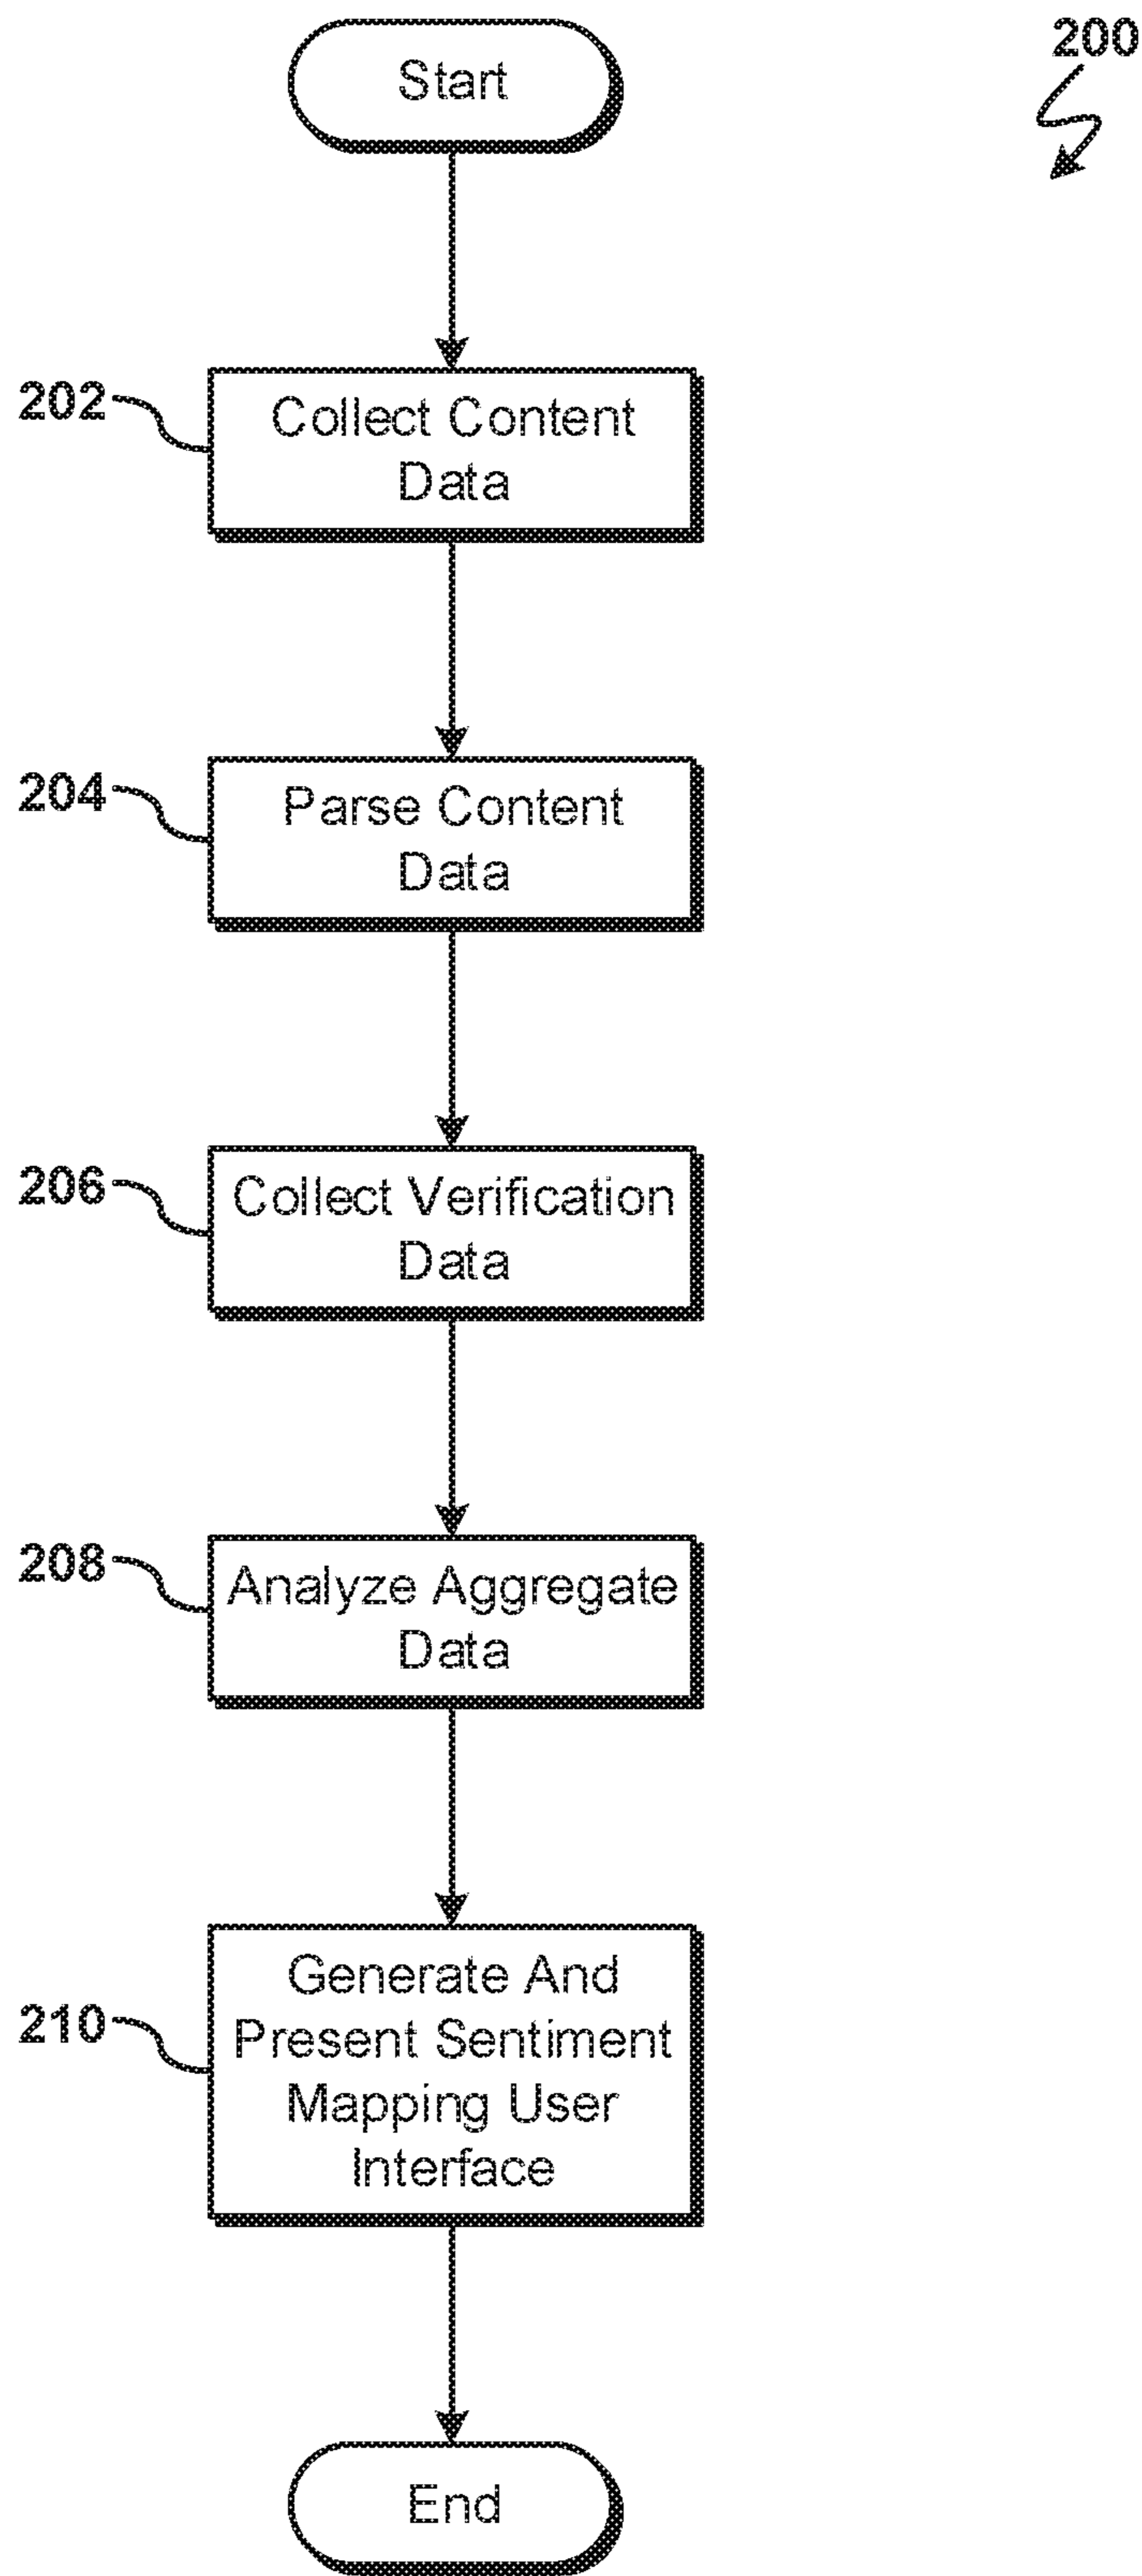 200
Start
202
Collect Content
Data
204
Parse Content
Data
206
Collect Verification
Data
208
Analyze Aggregate
Data
210
Generate And
Present Sentiment
Mapping User
Interface
End